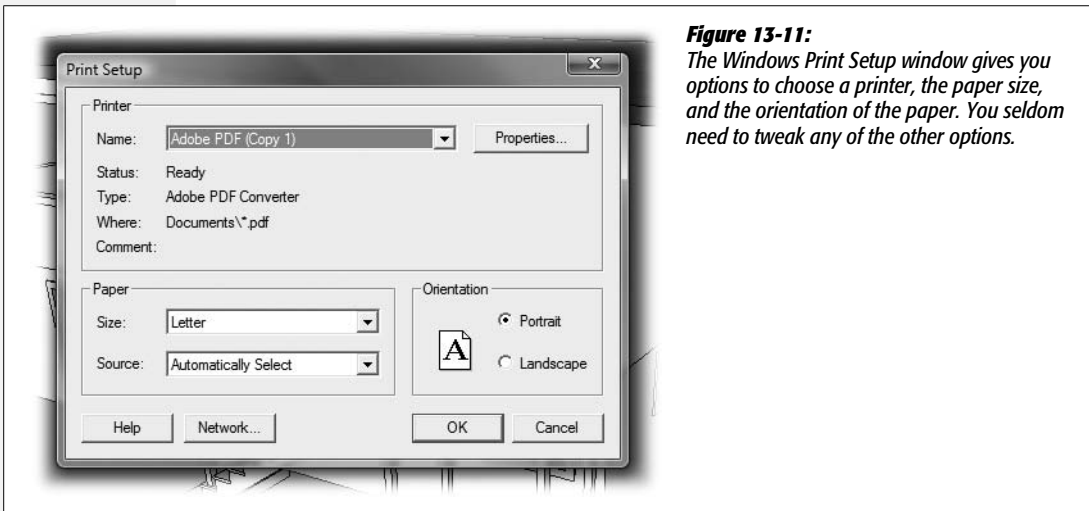 Print Setup
X
Printer
Name: Adobe PDF (Copy 1) Properties...
Status: Ready
Type: Adobe PDF Converter
Where: Documents\*.pdf
Comment:
Paper
Size: Letter
Source: Automatically Select
Orientation
A
Portrait
Landscape
Help Network... OK Cancel
Figure 13-11:
The Windows Print Setup window gives you
options to choose a printer, the paper size,
and the orientation of the paper. You seldom
need to tweak any of the other options.